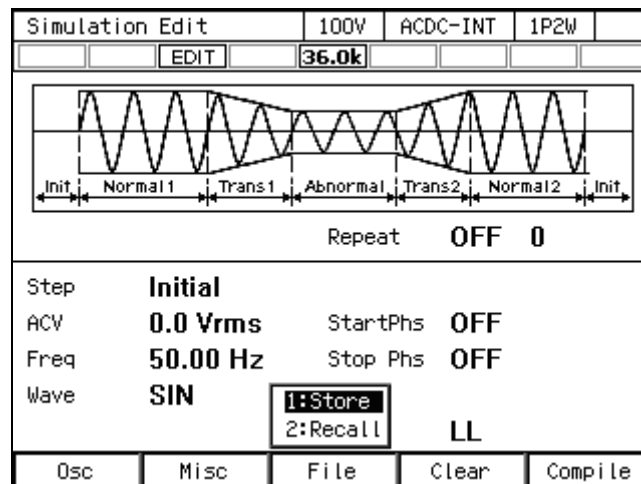 Simulation Edit 100V ACDC-INT 1P2W
EDIT 36.0k
Init Normal1 Trans1 Abnormal Trans2 Normal2 Init
Repeat OFF 0
Step Initial
ACV 0.0 Vrms StartPhs OFF
Freq 50.00 Hz Stop Phs OFF
Wave SIN
1:Store
2:Recall LL
Osc Misc File Clear Compile